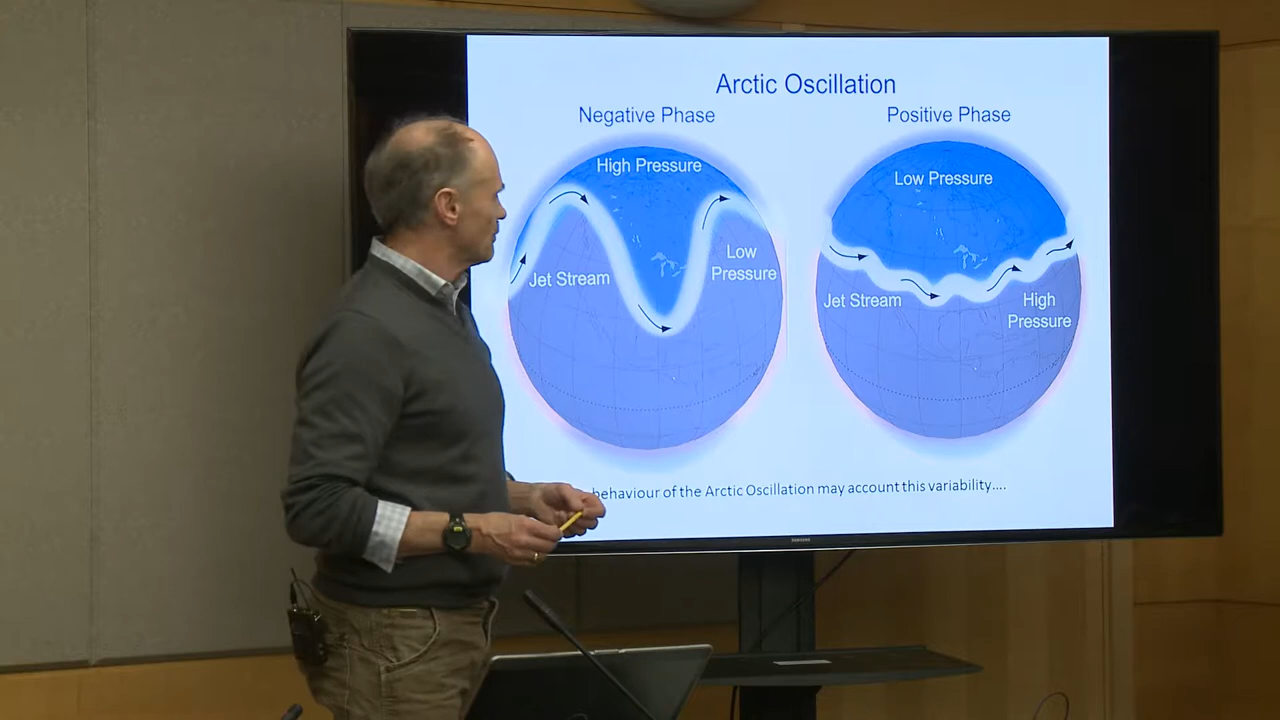 Arctic Oscillation
Negative Phase
Positive Phase
High Pressure
Low Pressure
Jet Stream
Low
Pressure
Jet Stream
High
Pressure
behaviour of the Arctic Oscillation may account this variability....
SAMSUNG